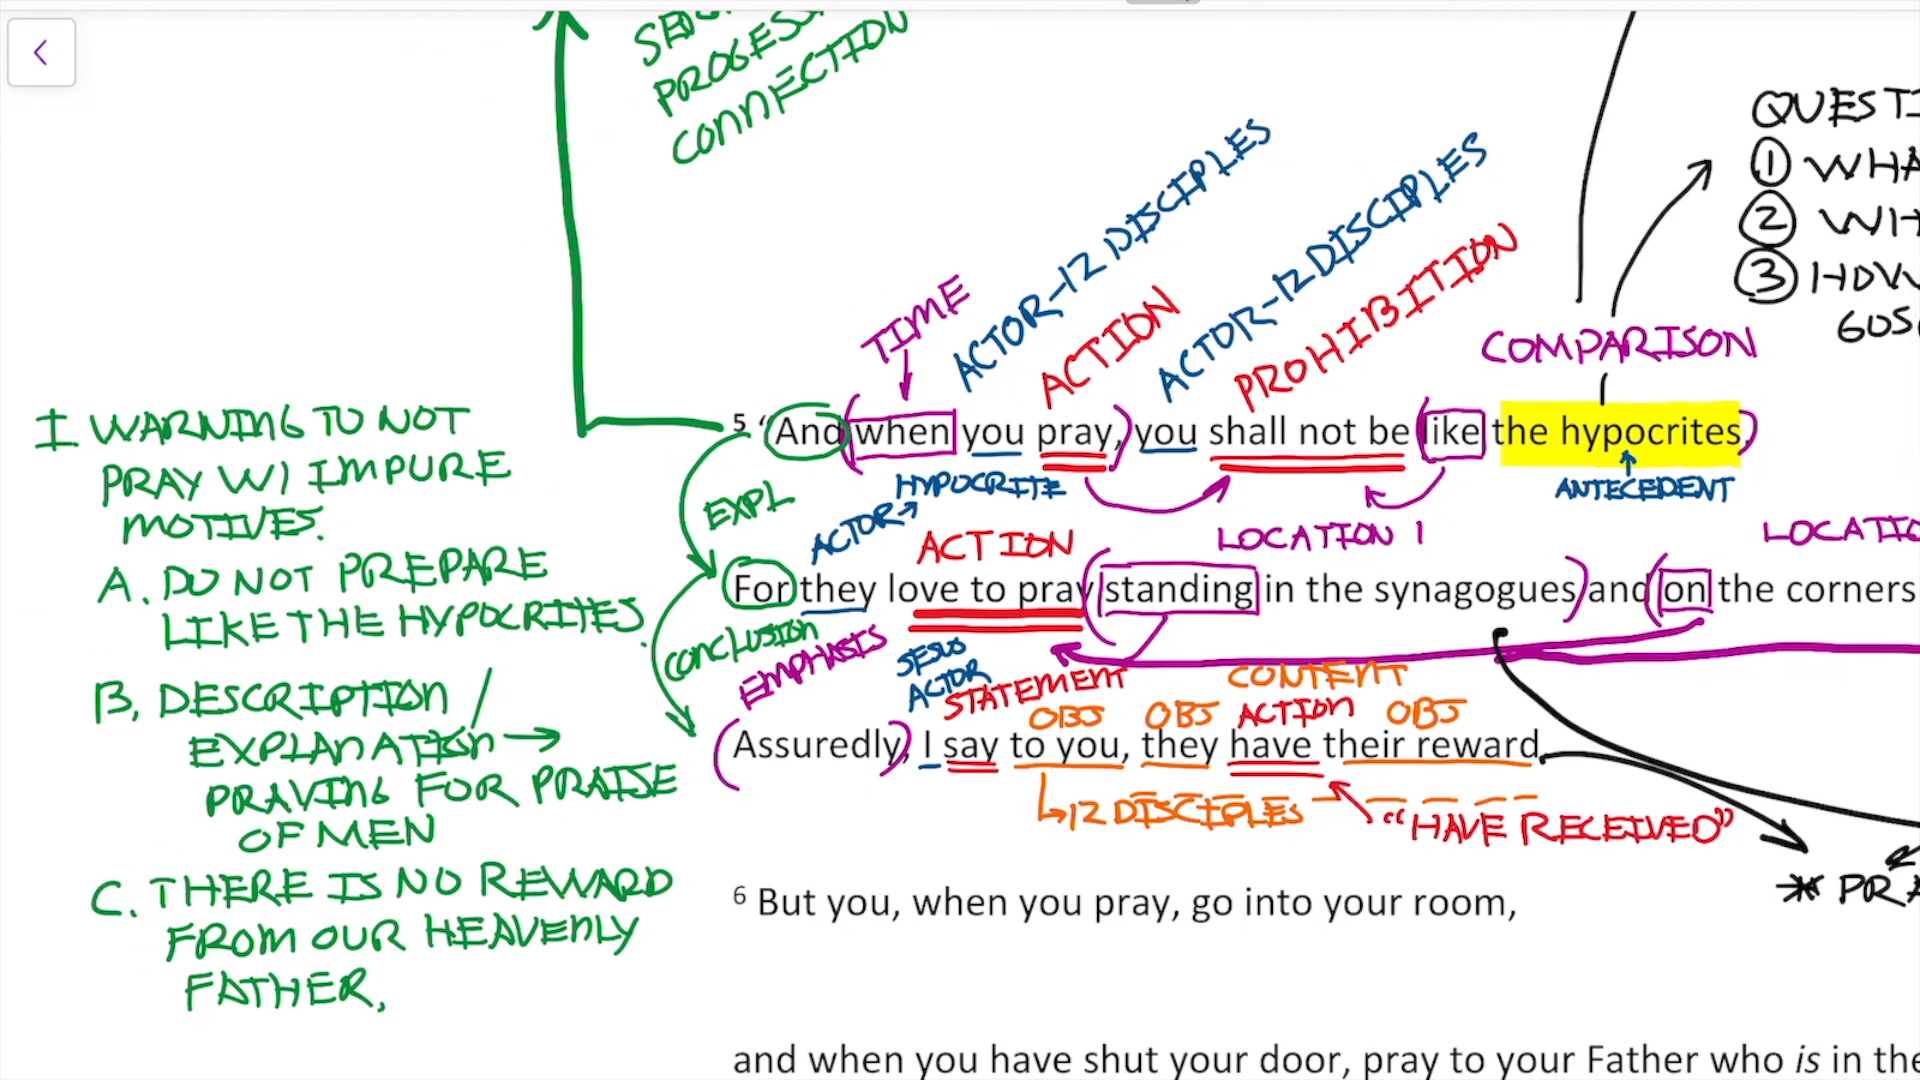 PROGESS
CONNECTION
QUESTI
① WHA
② WH
③ HOW
GOS
TIME
ACTOR-12 DISCIPLES
ACTION
ACTOR-12 DISCIPLES
PROHIBITION
COMPARISON
5 “And when you pray, you shall not be like the hypocrites,
I WARNING TO NOT
PRAY W/ IMPURE
MOTIVES.
A. DO NOT PREPARE
LIKE THE HYPOCRITES.
B. DESCRIPTION /
EXPLANATION →
PRAYING FOR PRAISE
OF MEN
C. THERE IS NO REWARD
FROM OUR HEAVENLY
FATHER.
EXPL
ACTOR→ HYPOCRITE
ANTECEDENT
ACTION
LOCATION 1
LOCATIO
For they love to pray standing in the synagogues and on the corners
CONCLUSION
EMPHASIS
JESUS
ACTOR
STATEMENT
CONTENT
OBJ OBJ ACTION OBJ
Assuredly, I say to you, they have their reward.
↳12 DISCIPLES
“HAVE RECEIVED”
* PRA
6 But you, when you pray, go into your room,
and when you have shut your door, pray to your Father who is in the